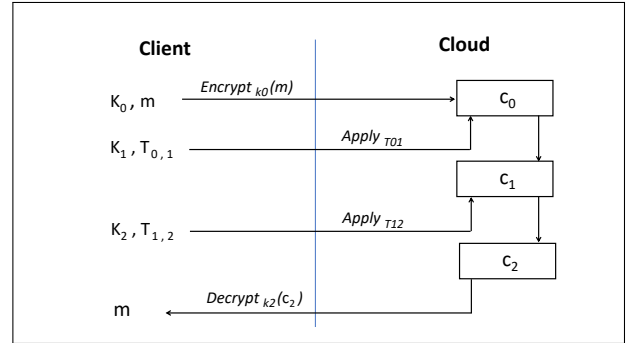 Client Cloud
K0 , m Encrypt k0(m) c0
K1 , T0,1 Apply T01
c1
K2 , T1,2 Apply T12
c2
m Decrypt k2(c2)